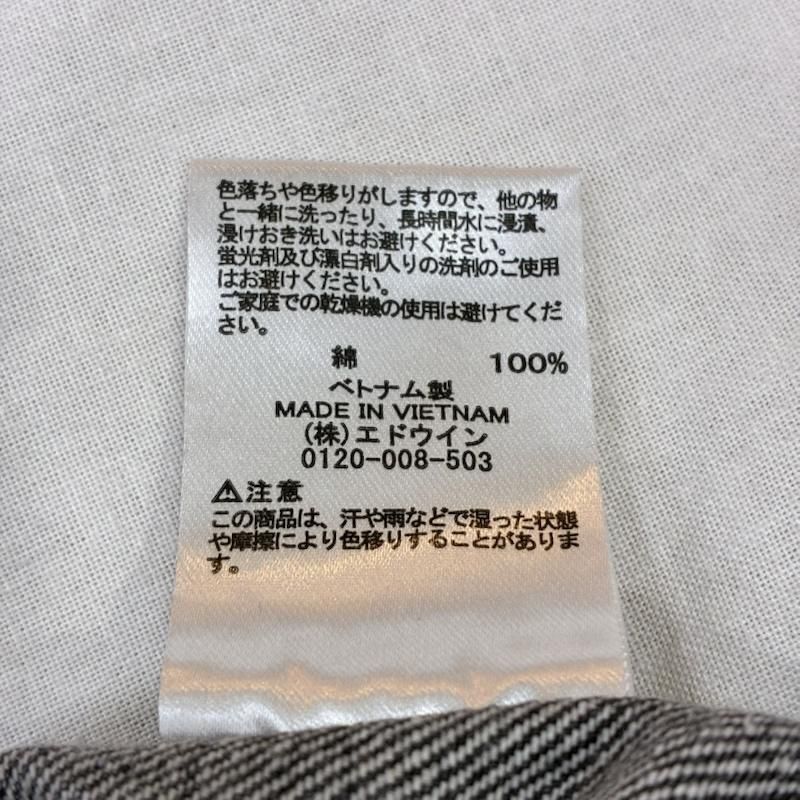 色落ちや色移りがしますので、他の物
と一緒に洗ったり、長時間水に浸漬、
浸けおき洗いはお避けください。
蛍光剤及び漂白剤入りの洗剤のご使用
はお避けください。
ご家庭での乾燥機の使用は避けてくだ
さい。
綿 100%
ベトナム製
MADE IN VIETNAM
(株)エドウイン
0120-008-503
⚠注意
この商品は、汗や雨などで湿った状態
や摩擦により色移りすることがありま
す。